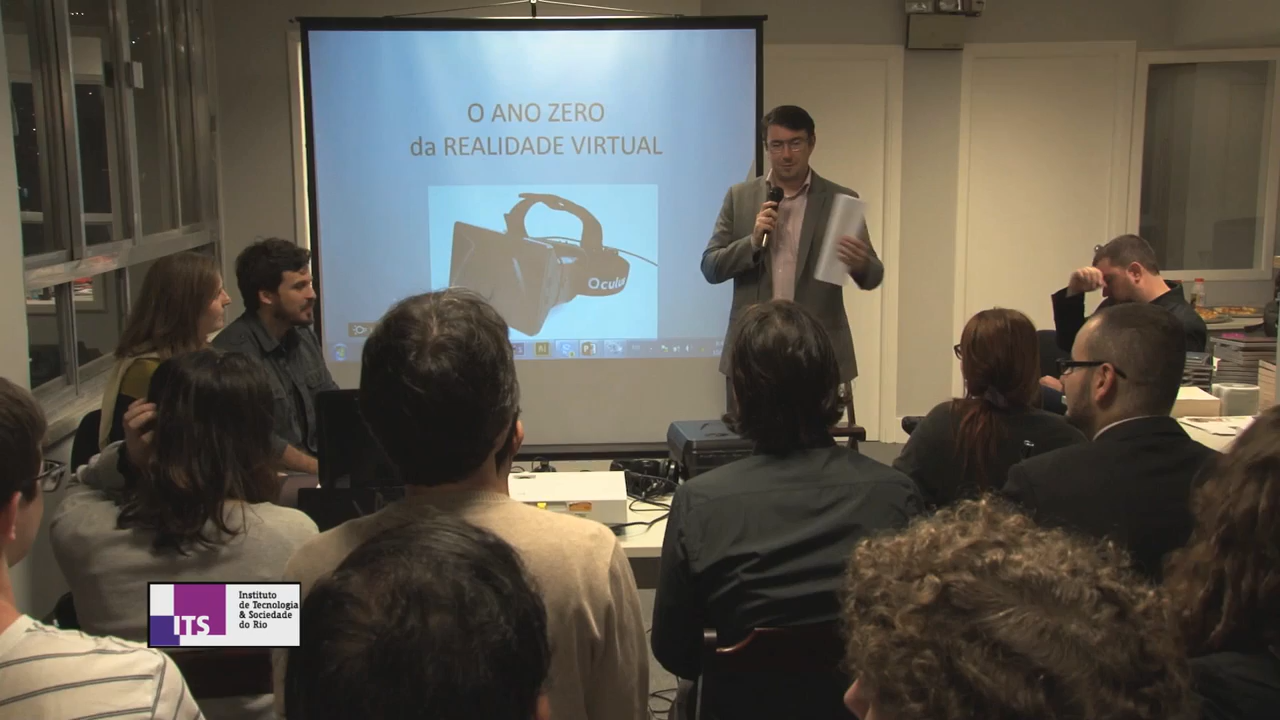 O ANO ZERO
da REALIDADE VIRTUAL
Oculus
ITS
Instituto
de Tecnologia
& Sociedade
do Rio